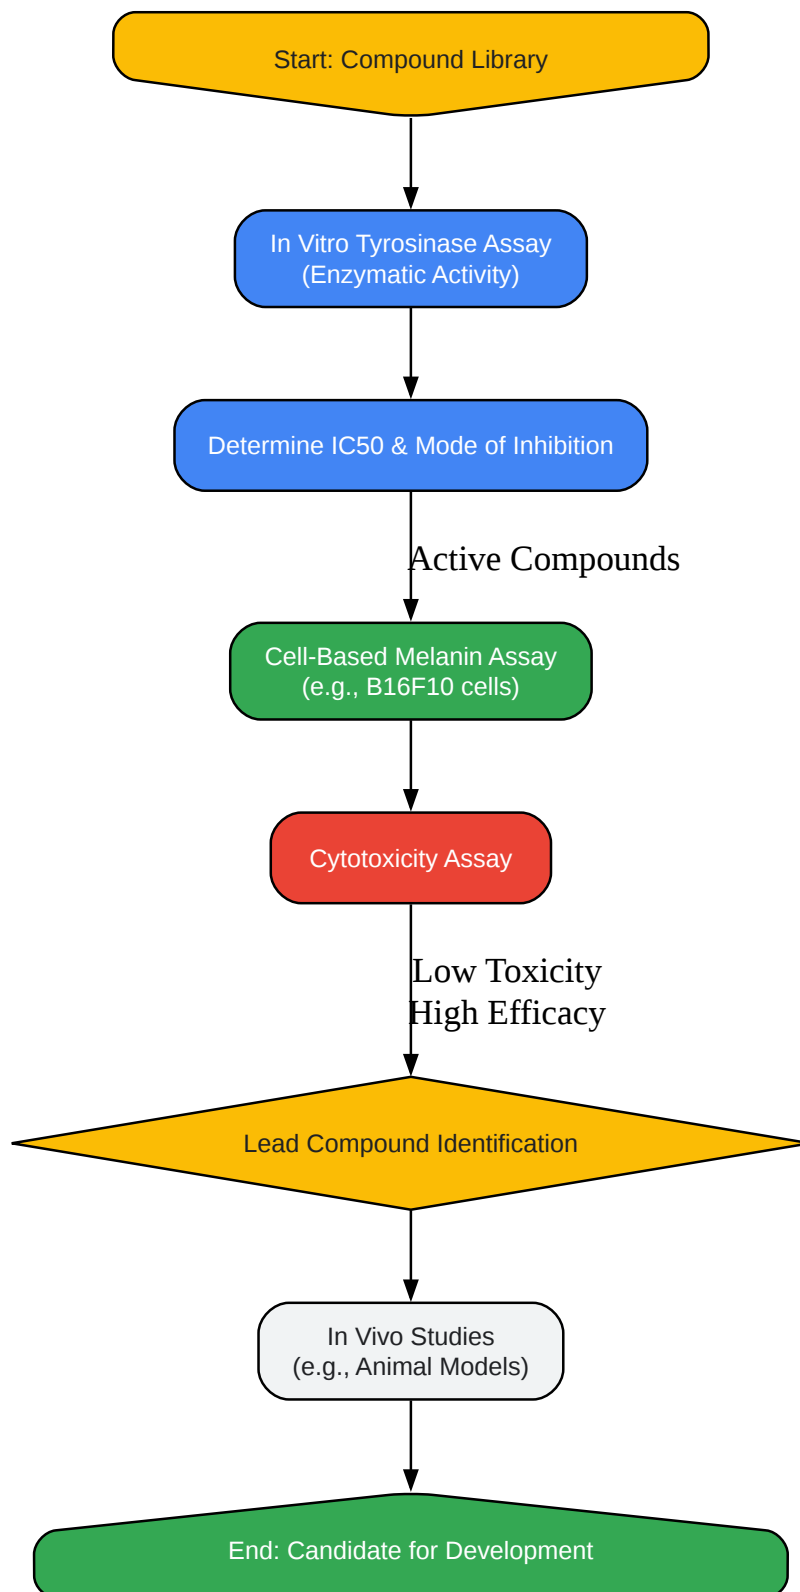 Start: Compound Library
In Vitro Tyrosinase Assay
(Enzymatic Activity)
Determine IC50 & Mode of Inhibition
Active Compounds
Cell-Based Melanin Assay
(e.g., B16F10 cells)
Cytotoxicity Assay
Low Toxicity
High Efficacy
Lead Compound Identification
In Vivo Studies
(e.g., Animal Models)
End: Candidate for Development